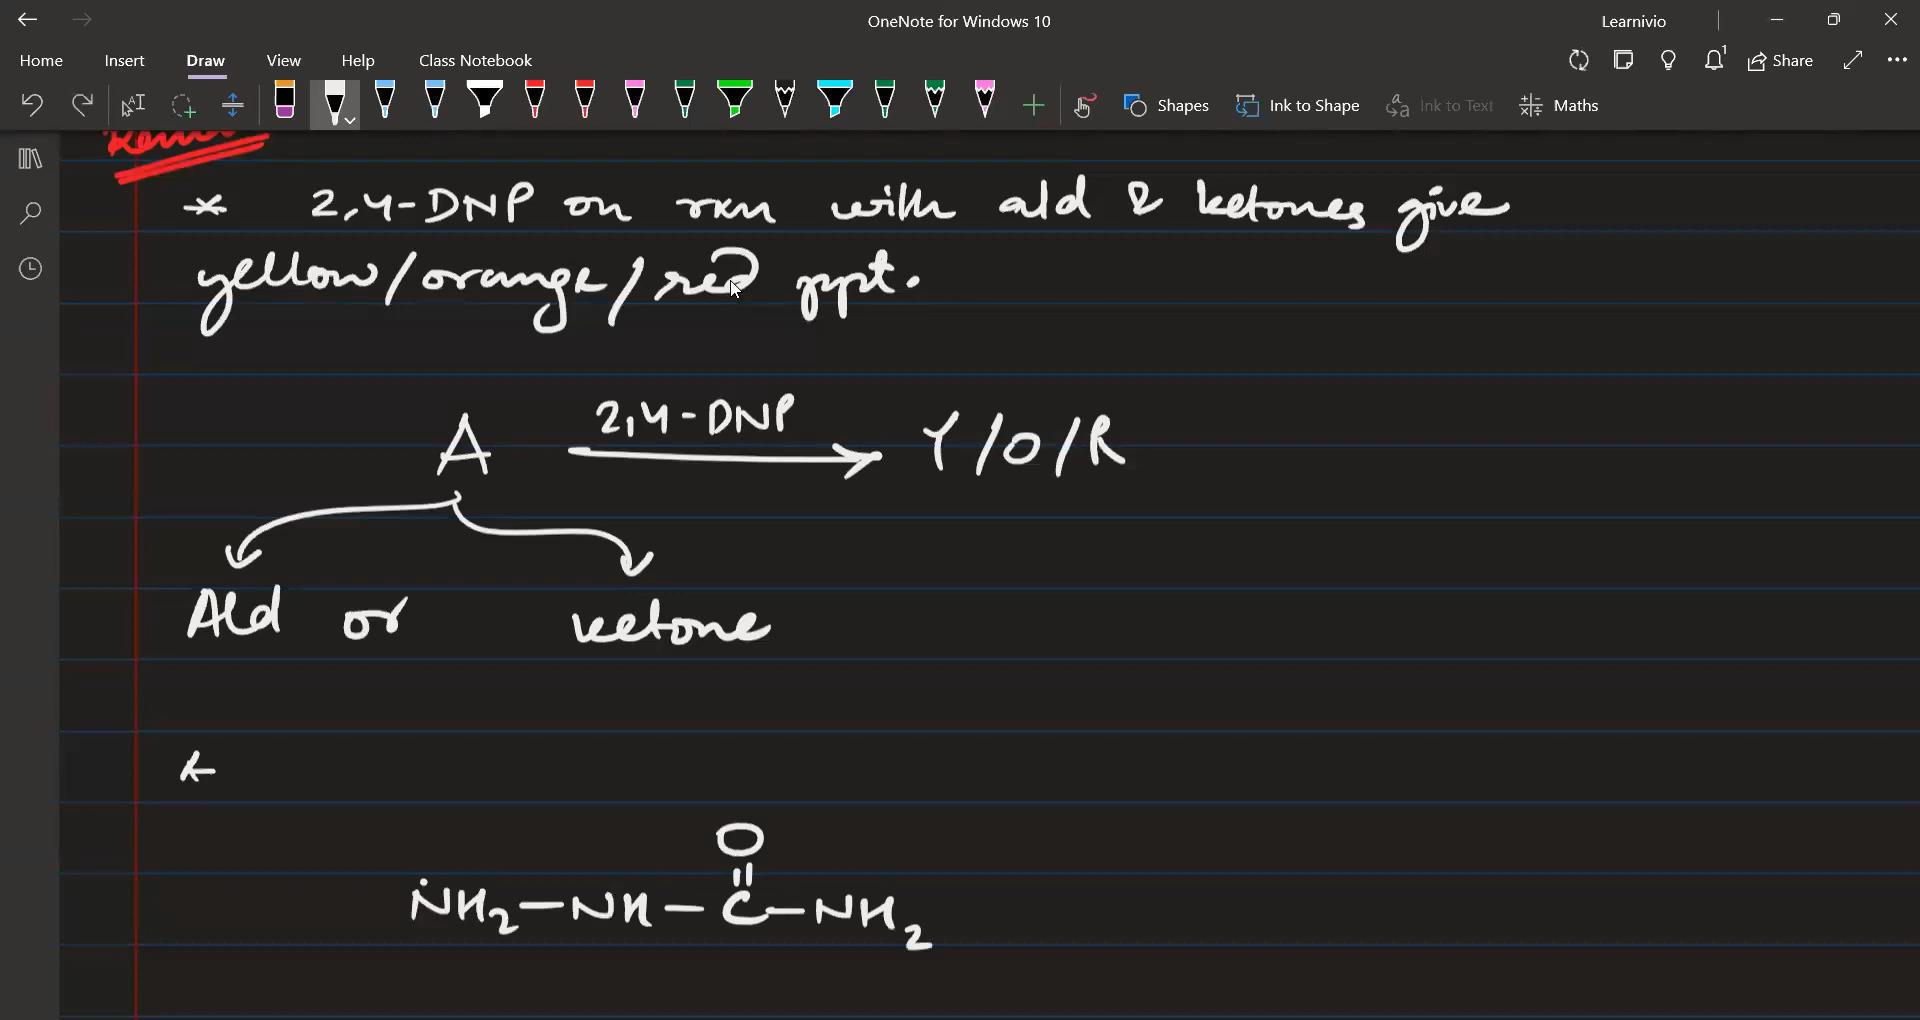 OneNote for Windows 10
Learnivio
Home Insert Draw View Help Class Notebook
1
Share
Shapes Ink to Shape Ink to Text Maths
* 2,4-DNP on rxn with ald & ketones give
yellow/orange/red ppt.
A 2,4-DNP → Y/O/R
Ald or ketone
*
O
NH2-NH-C-NH2